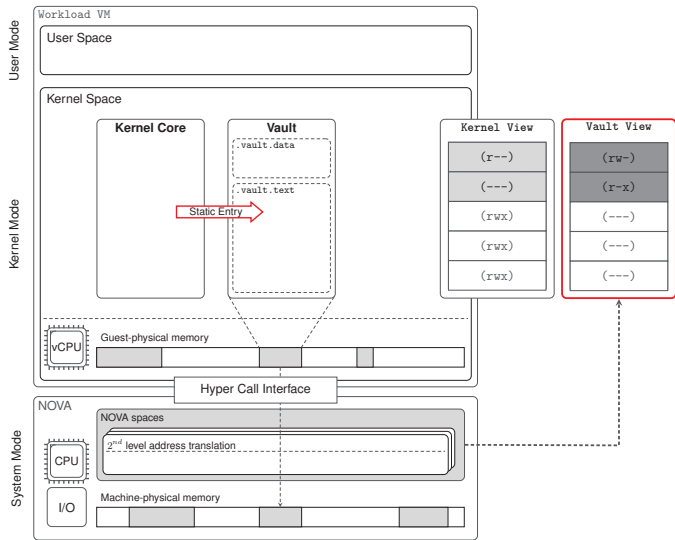 Workload VM
User Mode
User Space
Kernel Mode
Kernel Space
Kernel Core
Vault
.vault.data
.vault.text
Static Entry
Kernel View
(r--)
(---)
(rwx)
(rwx)
(rwx)
Vault View
(rw-)
(r-x)
(---)
(---)
(---)
vCPU
Guest-physical memory
Hyper Call Interface
System Mode
NOVA
NOVA spaces
2nd level address translation
CPU
I/O
Machine-physical memory